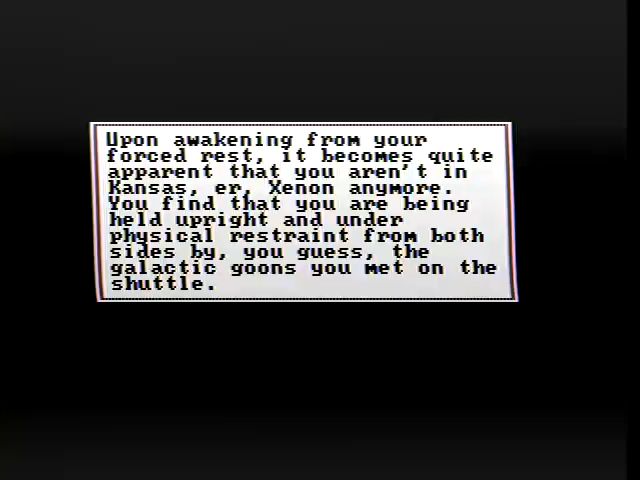 Upon awakening from your
forced rest, it becomes quite
apparent that you aren't in
Kansas, er, Xenon anymore.
You find that you are being
held upright and under
physical restraint from both
sides by, you guess, the
galactic goons you met on the
shuttle.